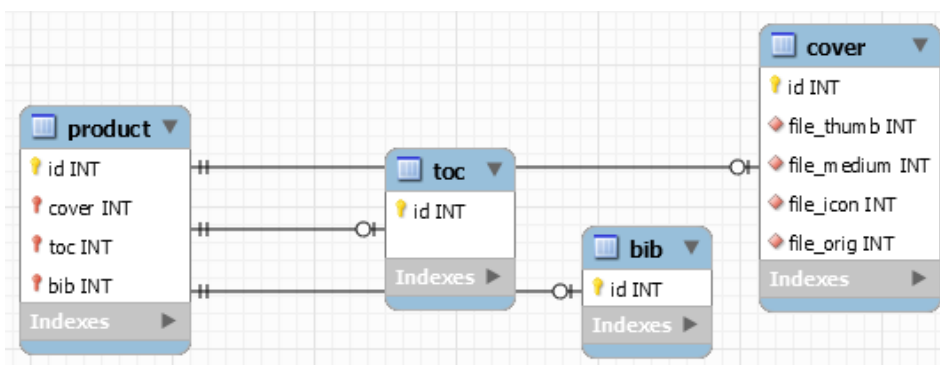 product
id INT
cover INT
toc INT
bib INT
Indexes
toc
id INT
Indexes
bib
id INT
Indexes
cover
id INT
file_thumb INT
file_medium INT
file_icon INT
file_orig INT
Indexes